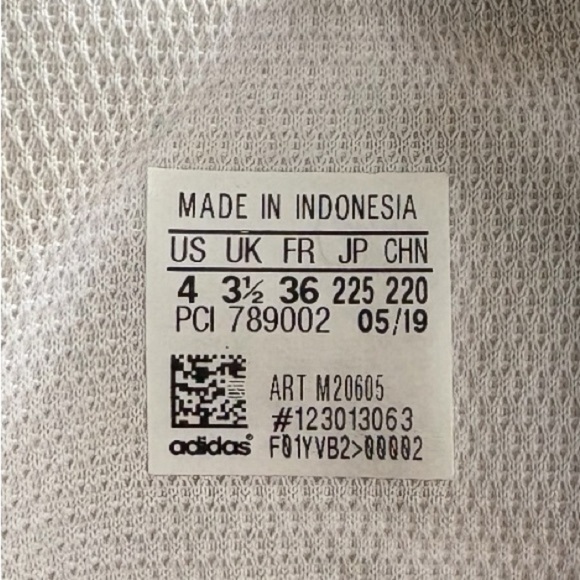 MADE IN INDONESIA
US UK FR JP CHN
4 3½ 36 225 220
PCI 789002 05/19
ART M20605
#123013063
adidas® F01YVB2>00002